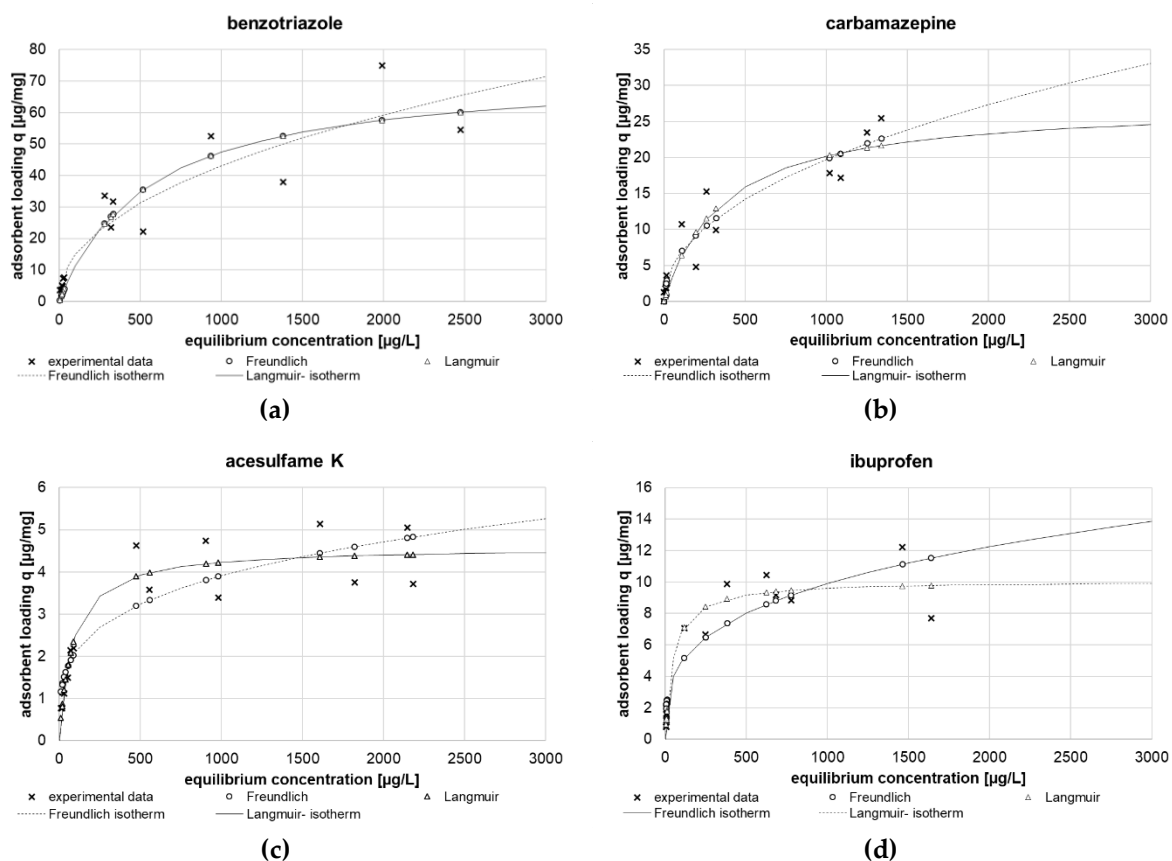 benzotriazole
adsorbent loading q [µg/mg]
80
70
60
50
40
30
20
10
0
0 500 1000 1500 2000 2500 3000
equilibrium concentration [µg/L]
experimental data Freundlich Langmuir
Freundlich isotherm Langmuir- isotherm
(a)
carbamazepine
adsorbent loading q [µg/mg]
35
30
25
20
15
10
5
0
0 500 1000 1500 2000 2500 3000
equilibrium concentration [µg/L]
experimental data Freundlich Langmuir
Freundlich isotherm Langmuir- isotherm
(b)
acesulfame K
adsorbent loading q [µg/mg]
6
5
4
3
2
1
0
0 500 1000 1500 2000 2500 3000
equilibrium concentration [µg/L]
experimental data Freundlich Langmuir
Freundlich isotherm Langmuir- isotherm
(c)
ibuprofen
adsorbent loading q [µg/mg]
16
14
12
10
8
6
4
2
0
0 500 1000 1500 2000 2500 3000
equilibrium concentration [µg/L]
experimental data Freundlich Langmuir
Freundlich isotherm Langmuir- isotherm
(d)